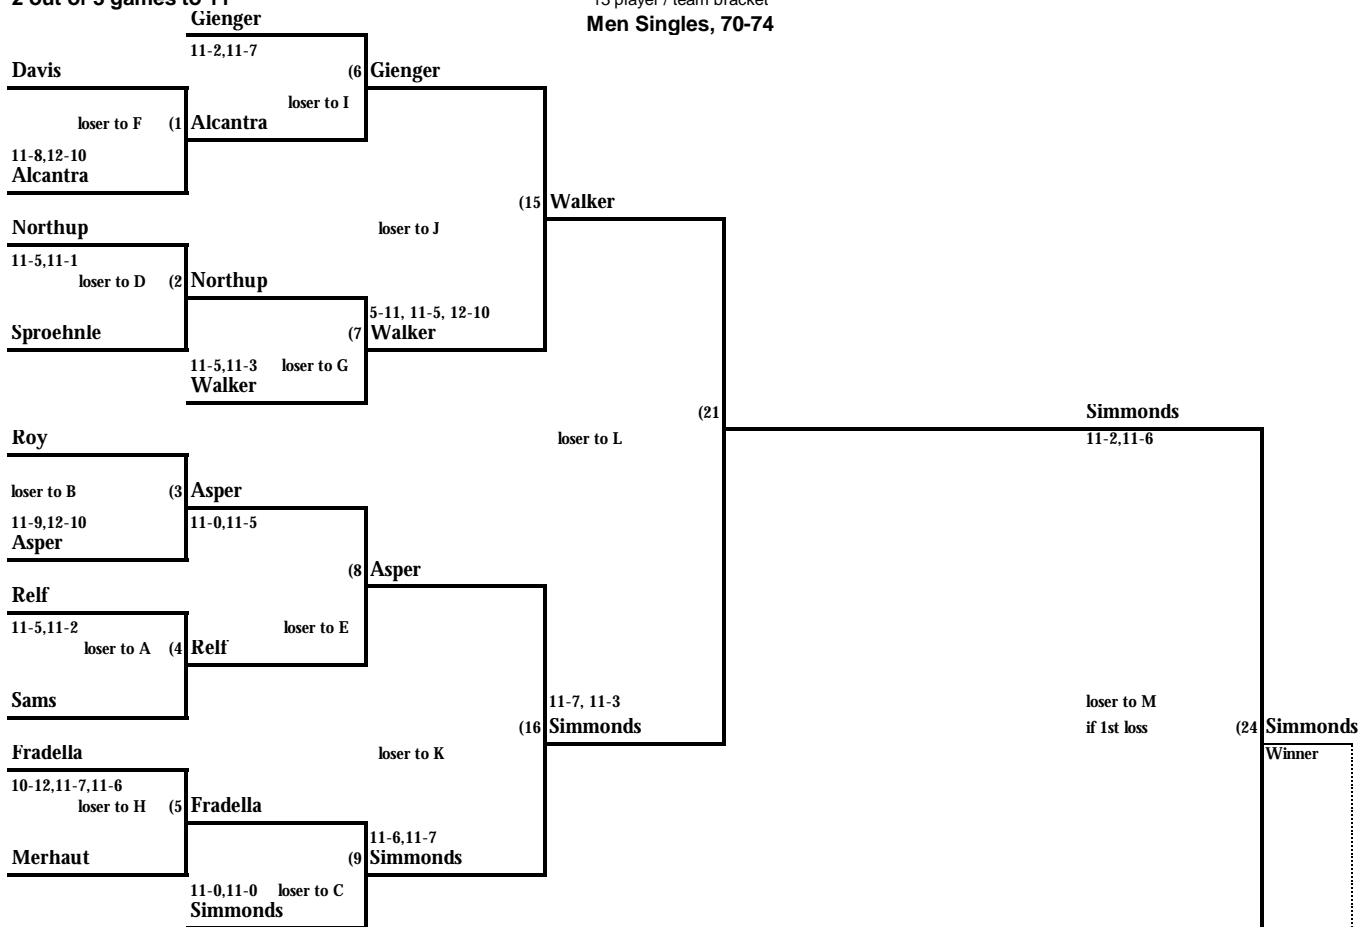 2 out of 3 games to 11
13 player / team bracket
Men Singles, 70-74
Gienger
11-2,11-7
Davis
(6 Gienger
loser to I
loser to F (1 Alcantra
11-8,12-10
Alcantra
(15 Walker
Northup
loser to J
11-5,11-1
loser to D (2 Northup
5-11, 11-5, 12-10
Sproehnle
(7 Walker
11-5,11-3 loser to G
Walker
(21
Simmonds
Roy
loser to L
11-2,11-6
loser to B (3 Asper
11-9,12-10
11-0,11-5
Asper
(8 Asper
Relf
11-5,11-2
loser to E
loser to A (4 Relf
Sams
11-7, 11-3
loser to M
(16 Simmonds
if 1st loss
(24 Simmonds
Fradella
loser to K
Winner
10-12,11-7,11-6
loser to H (5 Fradella
11-6,11-7
Merhaut
(9 Simmonds
11-0,11-0 loser to C
Simmonds